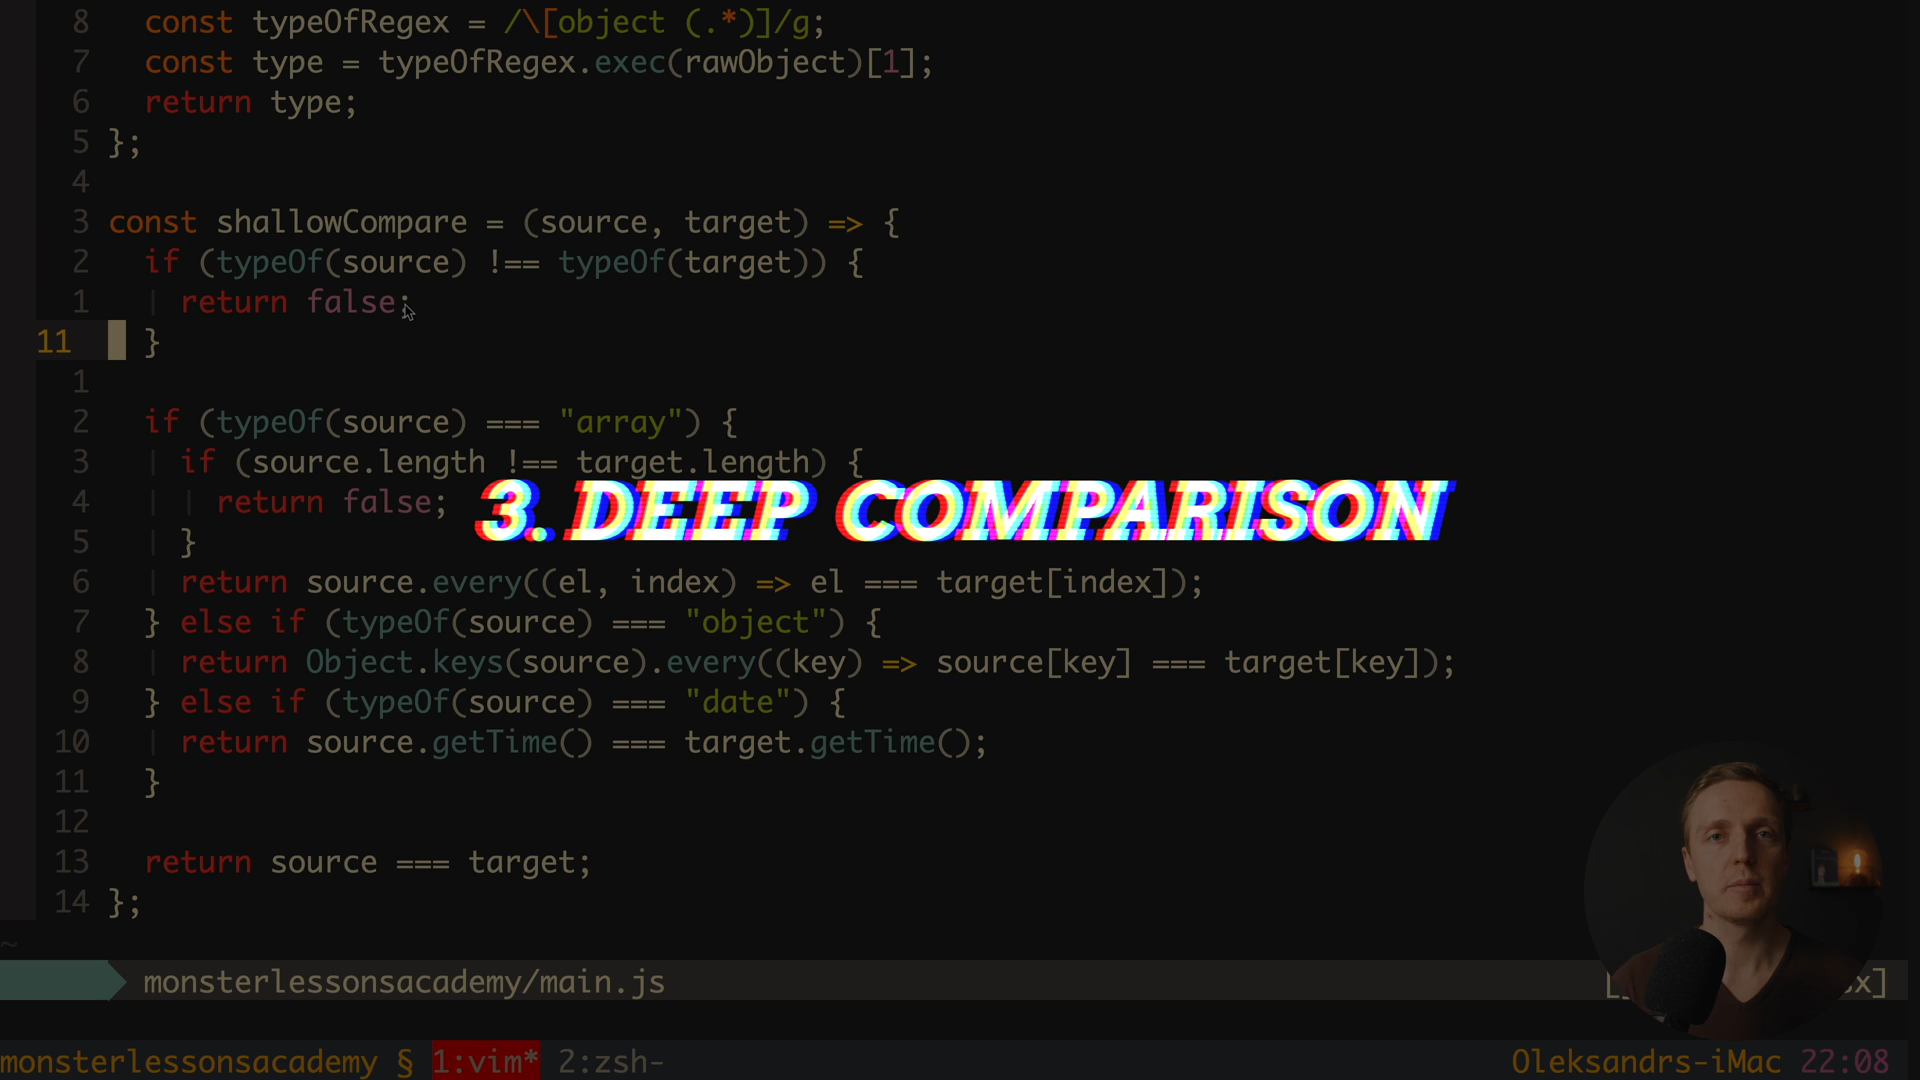 8 const typeOfRegex = /\[object (.*)]/g;
7 const type = typeOfRegex.exec(rawObject)[1];
6 return type;
5 };
4
3 const shallowCompare = (source, target) => {
2 if (typeOf(source) !== typeOf(target)) {
1 return false;
11 }
1
2 if (typeOf(source) === "array") {
3 if (source.length !== target.length) {
4 return false;
3. DEEP COMPARISON
5 }
6 return source.every((el, index) => el === target[index]);
7 } else if (typeOf(source) === "object") {
8 return Object.keys(source).every((key) => source[key] === target[key]);
9 } else if (typeOf(source) === "date") {
10 return source.getTime() === target.getTime();
11 }
12
13 return source === target;
14 };
~
monsterlessonsacademy/main.js
monsterlessonsacademy § 1:vim* 2:zsh- Oleksandrs-iMac 22:08